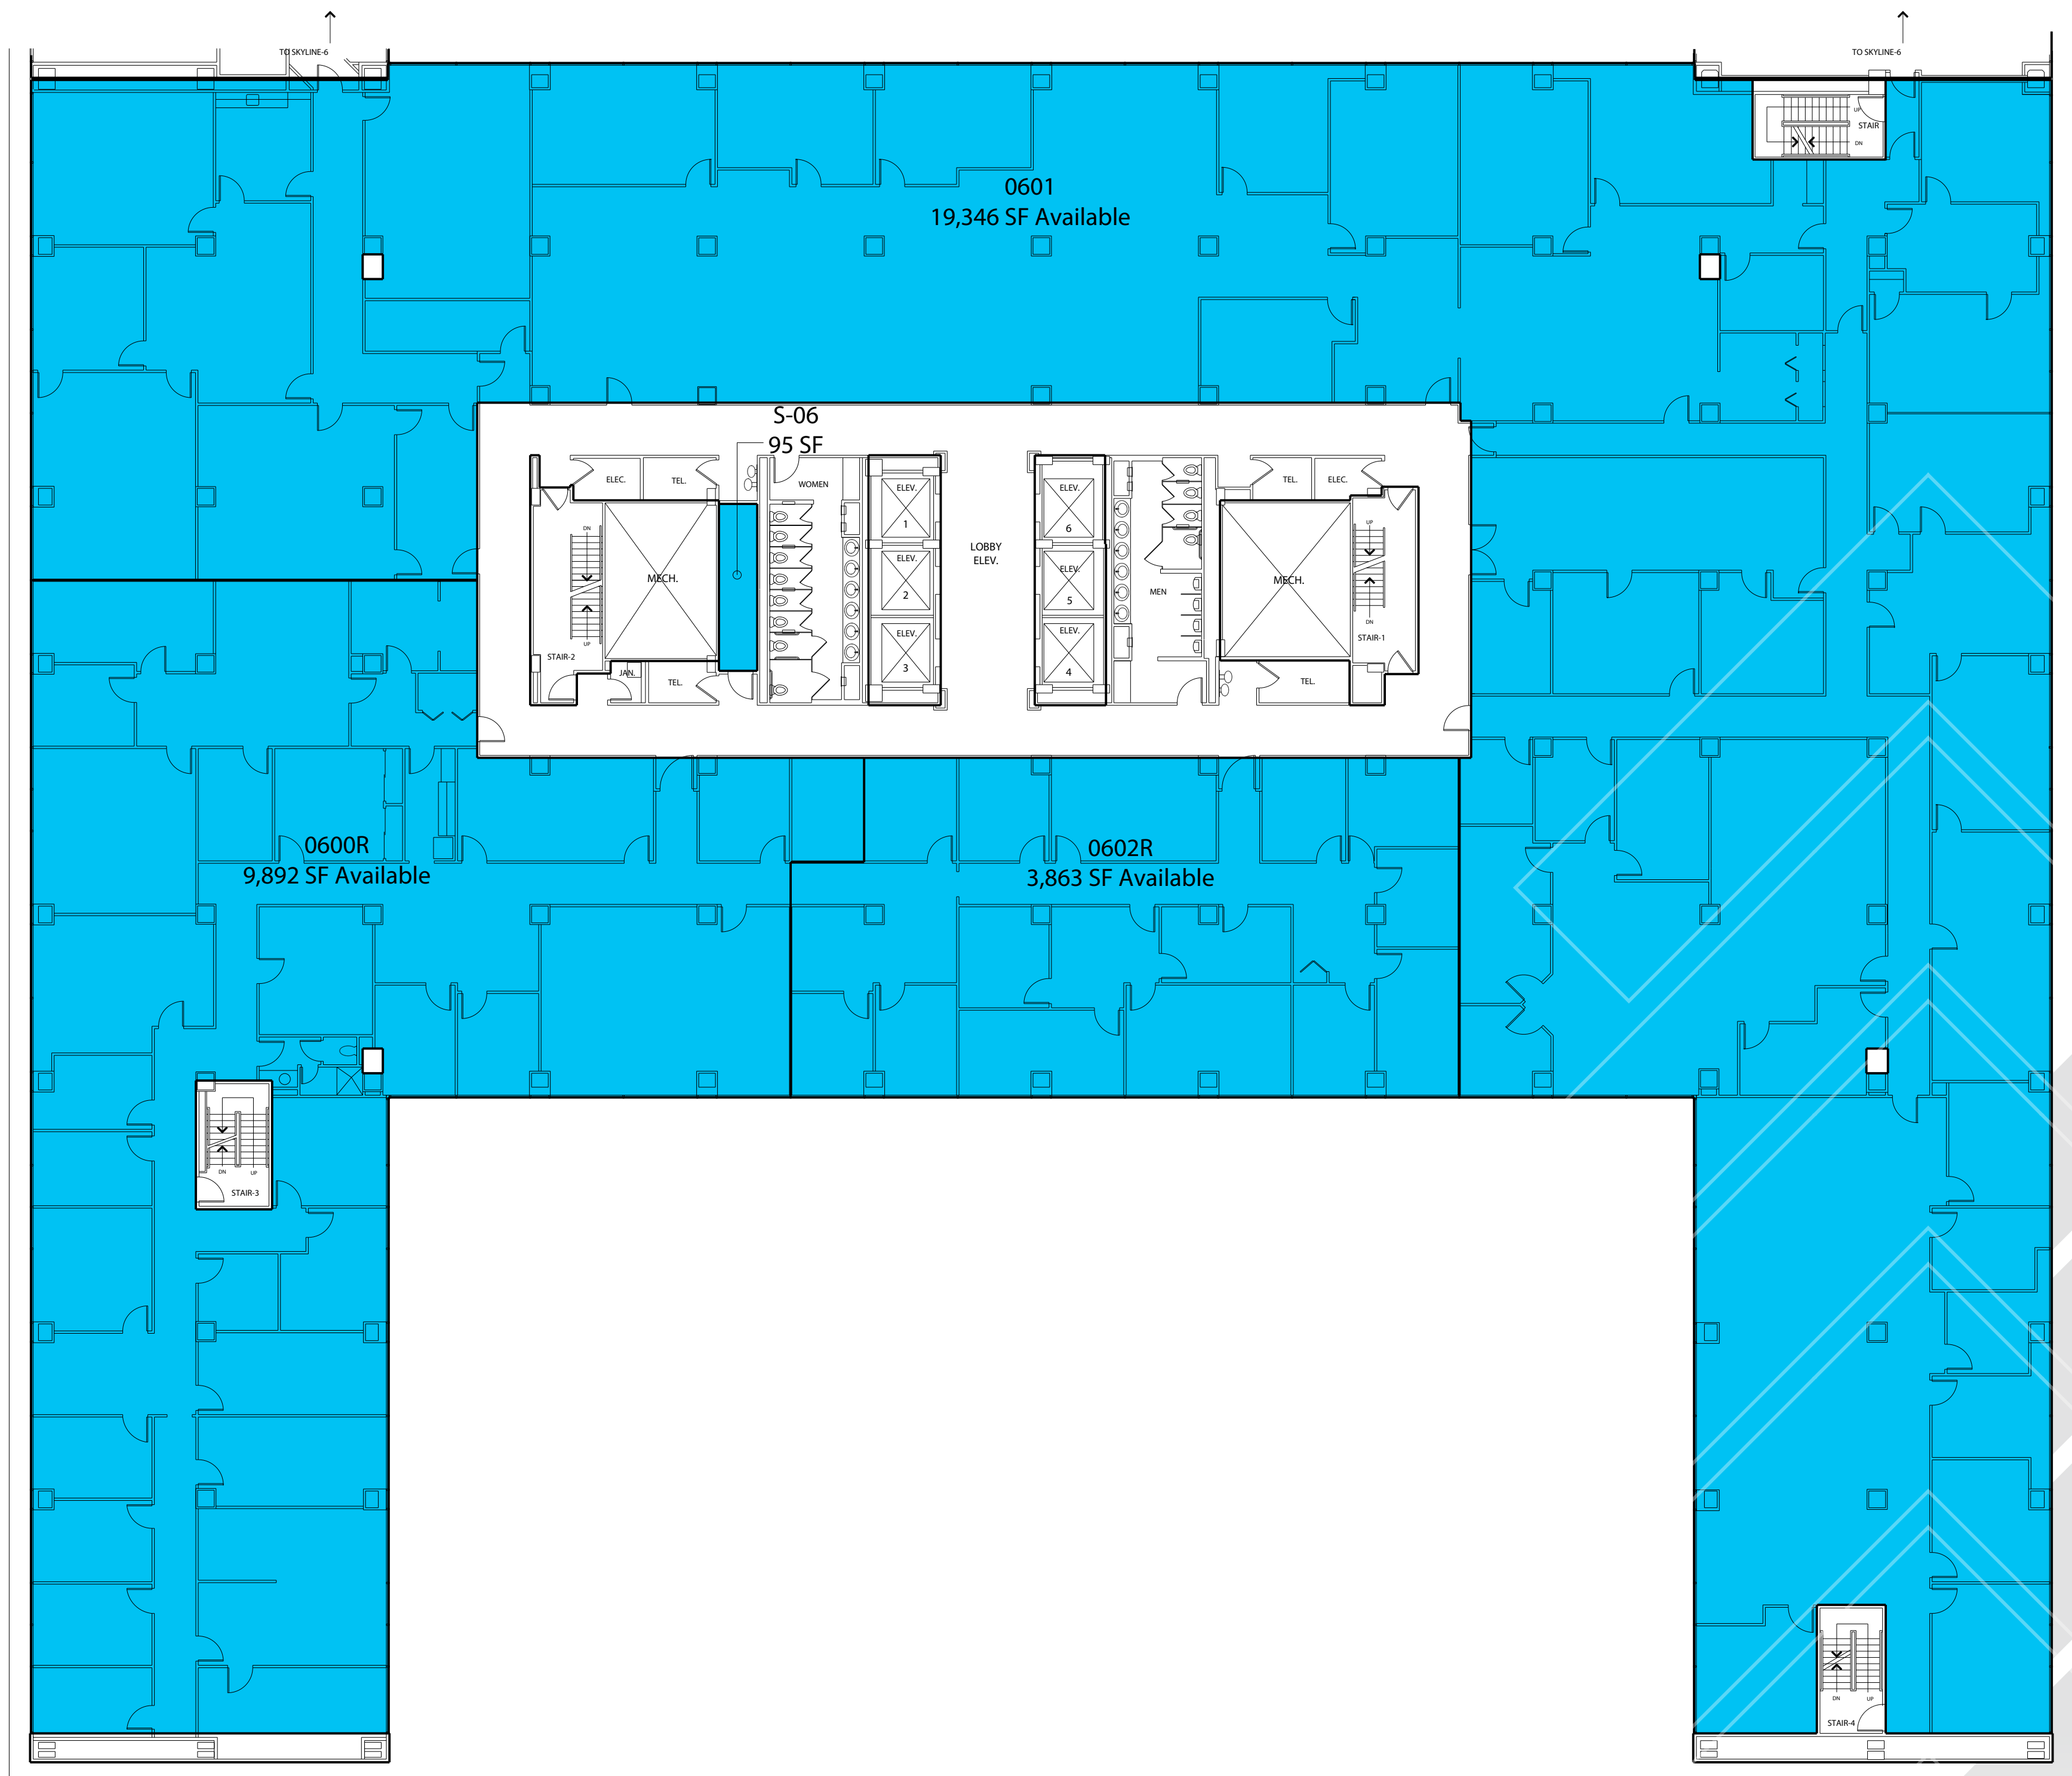 TO SKYLINE-6
TO SKYLINE-6
UP
STAIR
DN
0601
19,346 SF Available
S-06
95 SF
ELEC.
TEL.
WOMEN
ELEV.
1
ELEV.
6
TEL.
ELEC.
DN
UP
LOBBY
ELEV.
ELEV.
2
ELEV.
5
MECH.
MECH.
MEN
UP
DN
STAIR-2
STAIR-1
ELEV.
3
ELEV.
4
JAN.
TEL.
TEL.
0600R
9,892 SF Available
0602R
3,863 SF Available
DN
UP
STAIR-3
DN
UP
STAIR-4